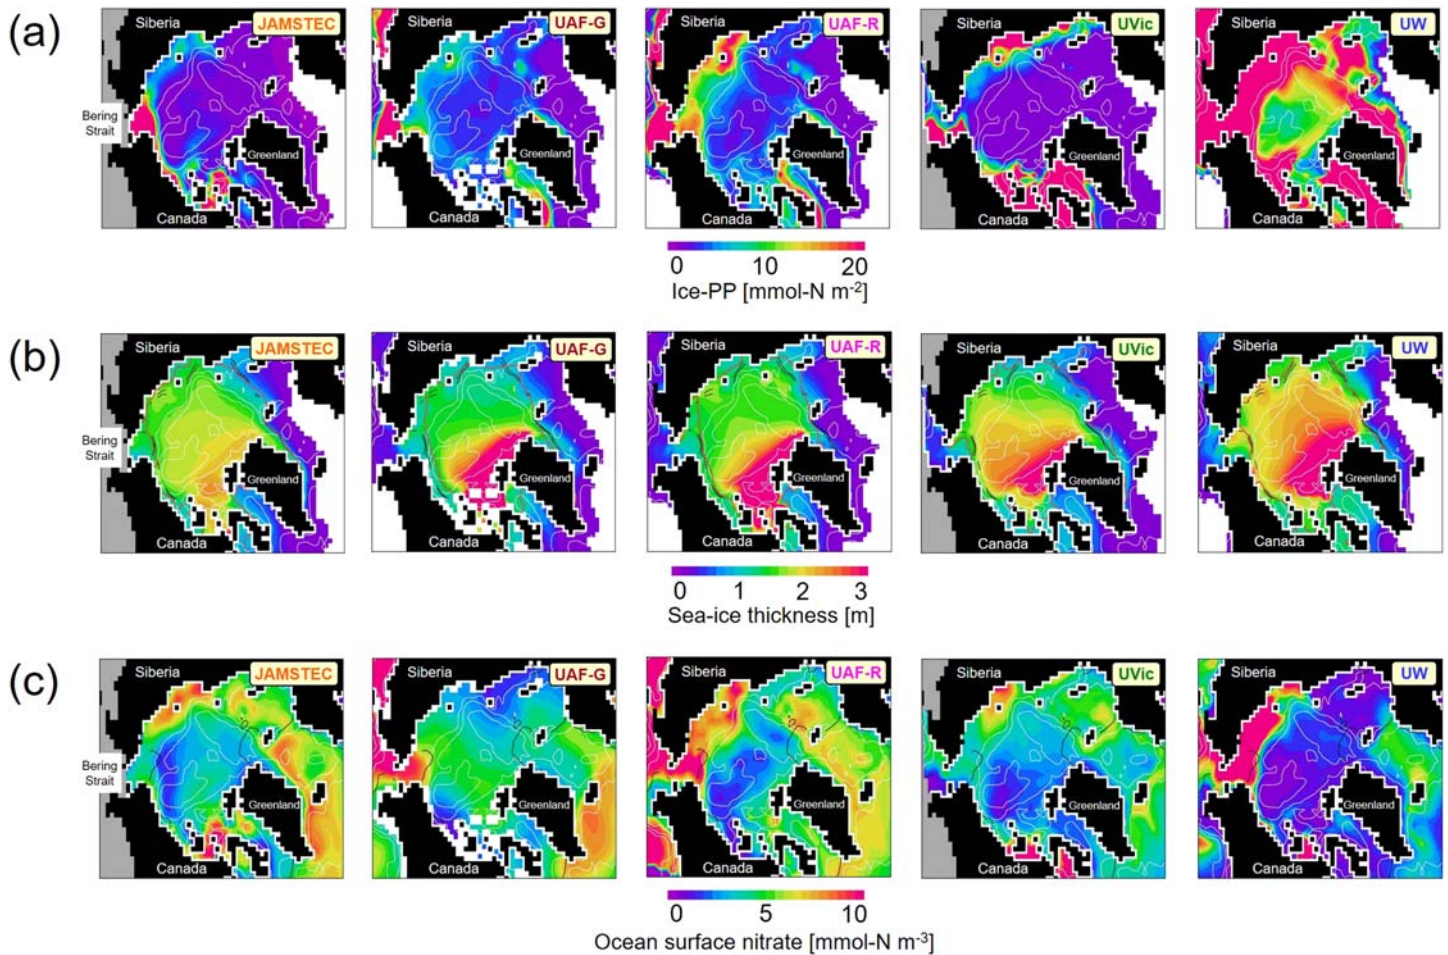 (a)
Siberia
JAMSTEC
Bering
Strait
Greenland
Canada
Siberia
UAF-G
Greenland
Canada
Siberia
UAF-R
Greenland
Canada
Siberia
UVic
Greenland
Canada
Siberia
UW
Greenland
Canada
0 10 20
Ice-PP [mmol-N m-2]
(b)
Siberia
JAMSTEC
Bering
Strait
Greenland
Canada
Siberia
UAF-G
Greenland
Canada
Siberia
UAF-R
Greenland
Canada
Siberia
UVic
Greenland
Canada
Siberia
UW
Greenland
Canada
0 1 2 3
Sea-ice thickness [m]
(c)
Siberia
JAMSTEC
Bering
Strait
Greenland
Canada
Siberia
UAF-G
Greenland
Canada
Siberia
UAF-R
Greenland
Canada
Siberia
UVic
Greenland
Canada
Siberia
UW
Greenland
Canada
0 5 10
Ocean surface nitrate [mmol-N m-3]